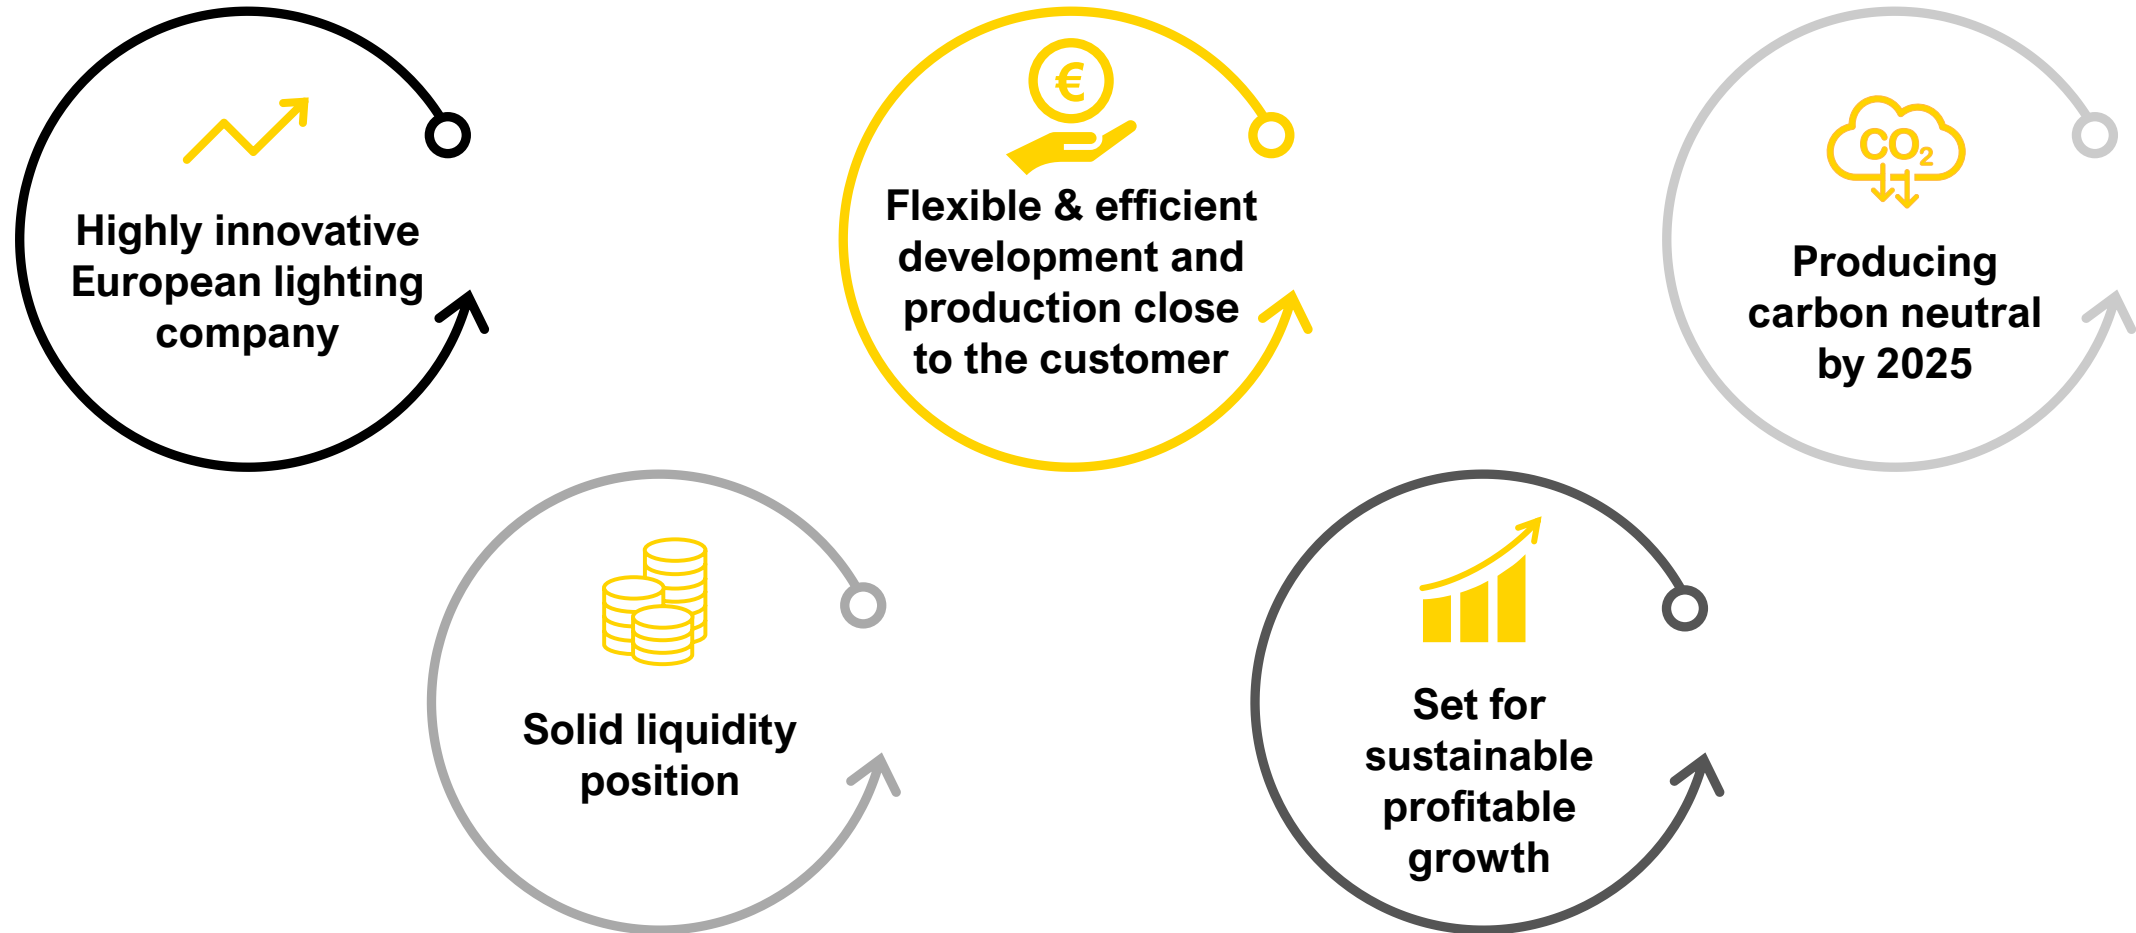 Highly innovative
European lighting
company
€
Flexible & efficient
development and
production close
to the customer
CO₂
Producing
carbon neutral
by 2025
Solid liquidity
position
Set for
sustainable
profitable
growth